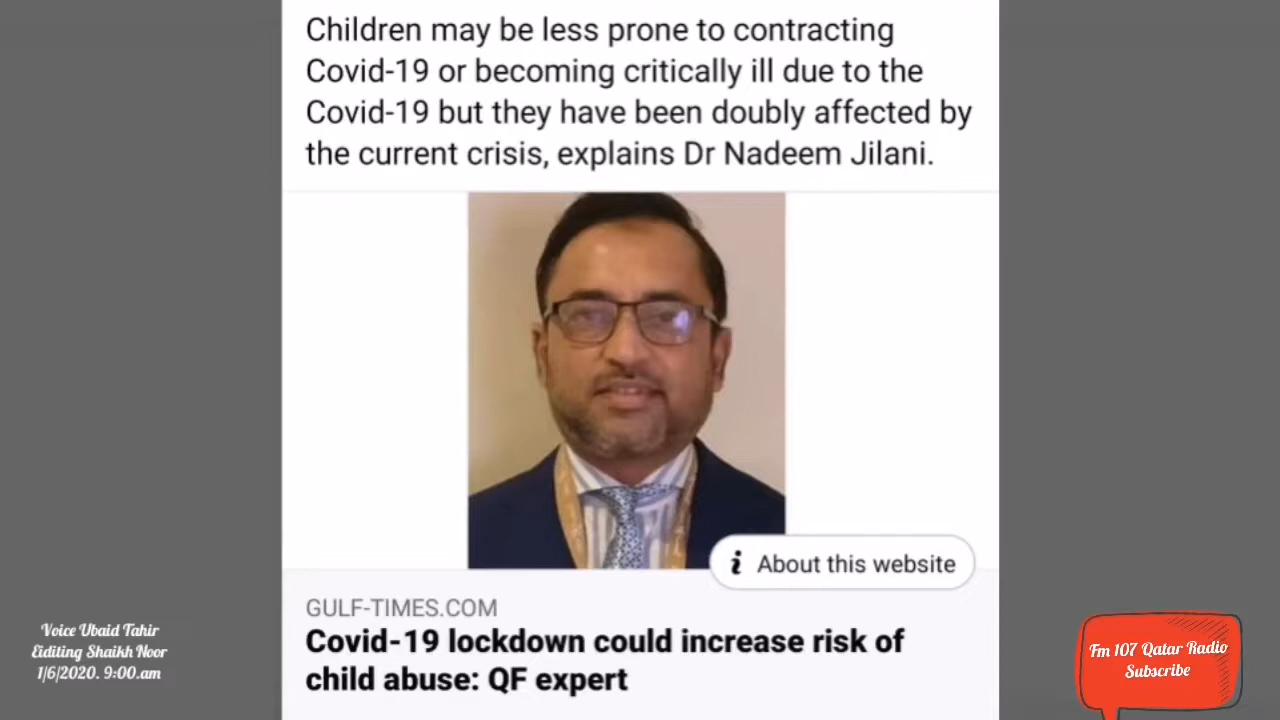 Children may be less prone to contracting
Covid-19 or becoming critically ill due to the
Covid-19 but they have been doubly affected by
the current crisis, explains Dr Nadeem Jilani.
i About this website
GULF-TIMES.COM
Covid-19 lockdown could increase risk of
child abuse: QF expert
Voice Ubaid Tahir
Eiditing Shaikh Noor
1/6/2020. 9:00.am
Fm 107 Qatar Radio
Subscribe